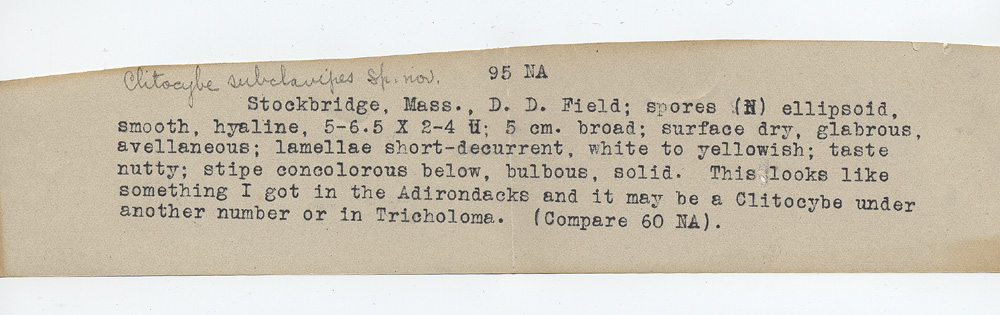 Clitocybe subclavipes sp. nov. 95 NA
Stockbridge, Mass., D. D. Field; spores (N) ellipsoid,
smooth, hyaline, 5-6.5 X 2-4 U; 5 cm. broad; surface dry, glabrous,
avellaneous; lamellae short-decurrent, white to yellowish; taste
nutty; stipe concolorous below, bulbous, solid. This looks like
something I got in the Adirondacks and it may be a Clitocybe under
another number or in Tricholoma. (Compare 60 NA).